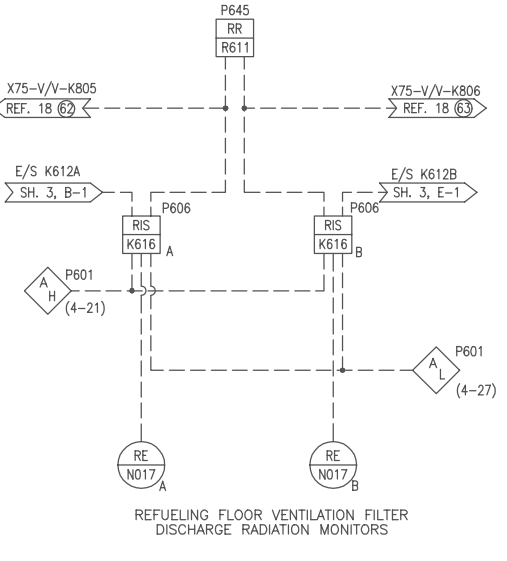 P645
RR
R611
X75-V/V-K805
REF. 18 62
X75-V/V-K806
REF. 18 63
E/S K612A
SH. 3, B-1
E/S K612B
SH. 3, E-1
P606
RIS
K616
A
P606
RIS
K616
B
A
H
P601
(4-21)
A
L
P601
(4-27)
RE
N017
A
RE
N017
B
REFUELING FLOOR VENTILATION FILTER
DISCHARGE RADIATION MONITORS